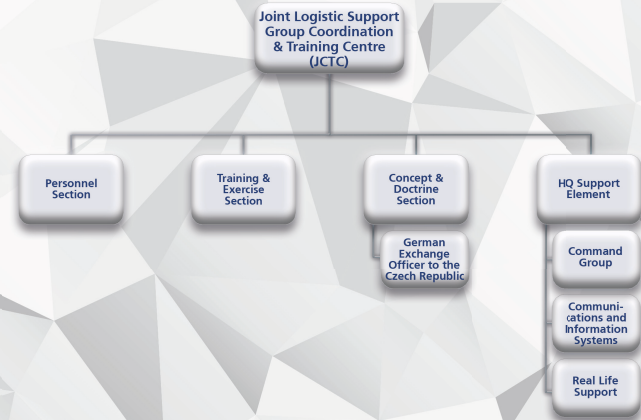 Joint Logistic Support
Group Coordination
& Training Centre
(JCTC)
Personnel
Section
Training &
Exercise
Section
Concept &
Doctrine
Section
HQ Support
Element
German
Exchange
Officer to the
Czech Republic
Command
Group
Communi-
cations and
Information
Systems
Real Life
Support